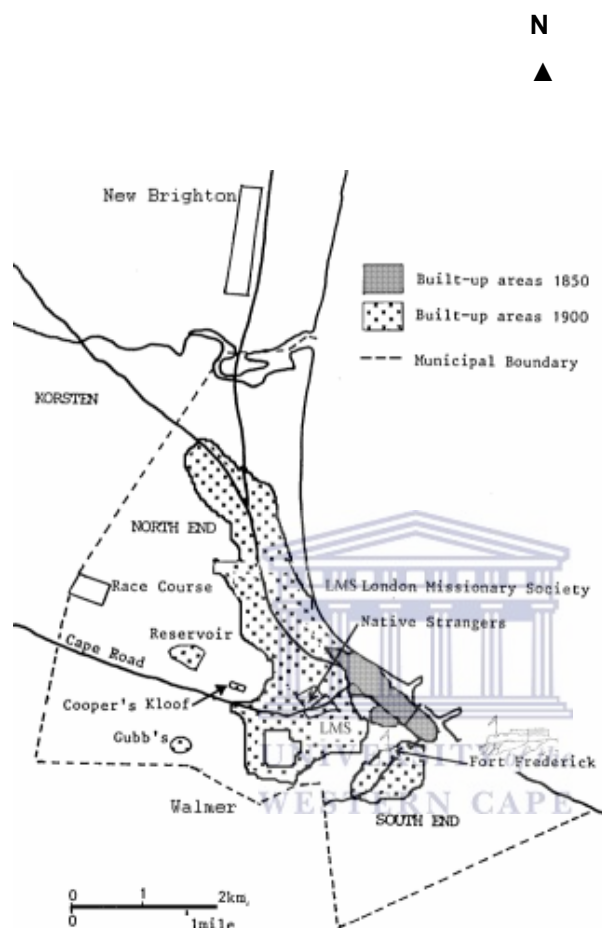 N
New Brighton
Built-up areas 1850
Built-up areas 1900
Municipal Boundary
KORSTEN
NORTH END
Race Course
LMS London Missionary Society
Native Strangers
Reservoir
Cape Road
Cooper's Kloof
LMS
Gubb's
UNIVERSITY of the
Fort Frederick
WESTERN CAPE
Walmer
SOUTH END
0 1 2km,
0 1mile